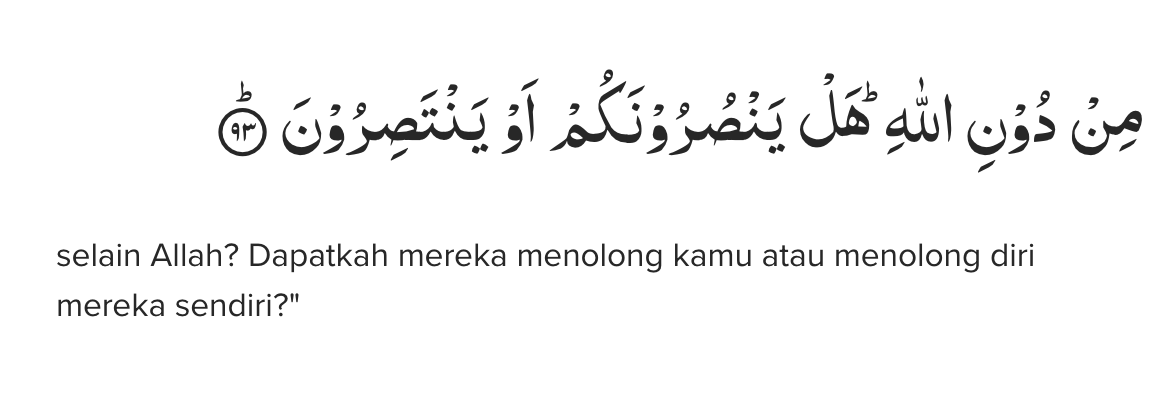 مِنْ دُوْنِ اللّٰهِ ۗهَلْ يَنْصُرُوْنَكُمْ اَوْ يَنْتَصِرُوْنَ ۗ ٩٣
selain Allah? Dapatkah mereka menolong kamu atau menolong diri
mereka sendiri?"